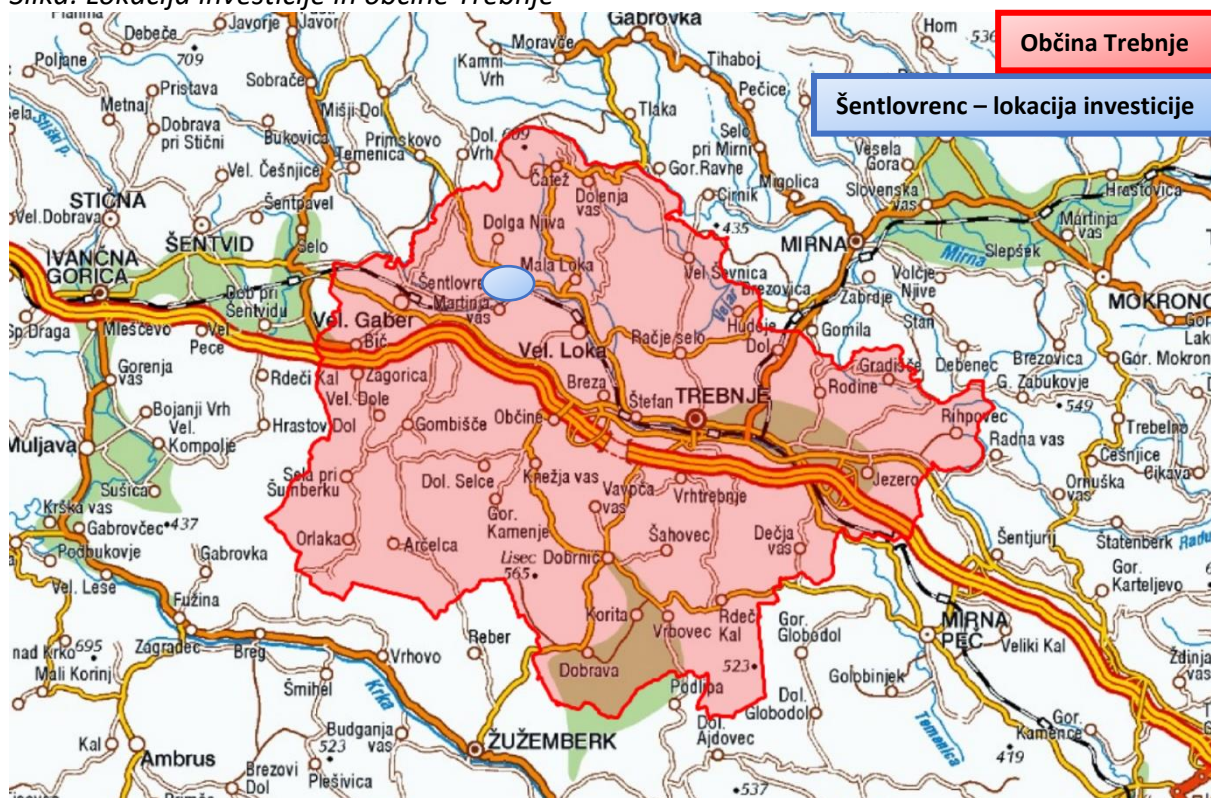 Slika: Lokacija investicije in občine Trebnje
Občina Trebnje
Šentlovrenc – lokacija investicije
Debeče
709
Javorje
Javor
Gabrovka
Hom
Poljane
Pristava
Sobrače
Moravče
Kamni
Vrh
Tihaboj
Metnaj
Dobrava
pri Stični
Mišji Dol
Tlaka
Pečice
Stiški p.
Bukovica
Primskovo
Temenica
Dol.
Vrh
609
Selo
pri Mirni
Vesela
Gora
Vel. Češnjice
Čatež
Gor. Ravne
Migolica
Hrastovica
STIČNA
Šentpavel
Dolenja
vas
Cirnik
Slovenska
vas
Vel. Dobrava
Dolga Njiva
435
Martinja
vas
ŠENTVID
Selo
MIRNA
Mirna
Slepšek
IVANČNA
GORICA
Mala Loka
Vel. Ševnica
Volčje
Njive
Dob pri
Šentvidu
Martinja
vas
Brezovica
Zabrdje
Sp. Draga
Mleščevo
Vel.
Pece
Vel. Gaber
Vejar
Stan
Bič
Vel. Loka
Račje selo
Hudeje
Dol
Gomila
Gorenja
vas
Rdeči Kal
Zagorica
Gradišče
Debenec
Brezovica
Vel. Dole
Breza
Rodine
G. Zabukovje
549
Bojanji Vrh
Vel.
Kompolje
Hrastov Dol
Gombišče
Občine
Štefan
TREBNJE
Rihpovec
Trebelno
Muljava
Radna vas
Češnjice
Čikava
Sela pri
Šumberku
Dol. Selce
Knežja vas
Vavpča
vas
Vrhtrebnje
Jezero
Ornuška
vas
Sušica
Krška vas
Gabrovčec
437
Gor.
Kamenje
Šahovec
Dečja
vas
Orlaka
Arčelca
Lisec
565
Dobrnič
Šentjurij
Štatenberk
Podbukovje
Gabrovka
Gor.
Karteljevo
Vel. Lese
Fužina
Korita
Vrbovec
Rdeč
Kal
Gor.
Globodol
MIRNA
PEČ
Veliki Kal
nad Krko
695
Zagradec
Breg
Vrhovo
Reber
Dobrava
523
Golobinjek
Mali Korinj
Šmihel
Krka
Podlipa
Dol.
Globodol
Temenica
Gor.
Kamence
Budganja
vas
ŽUŽEMBERK
Dol.
Ajdovec
419
Kal
Ambrus
523
Plešivica
Brezovi
Dol
537